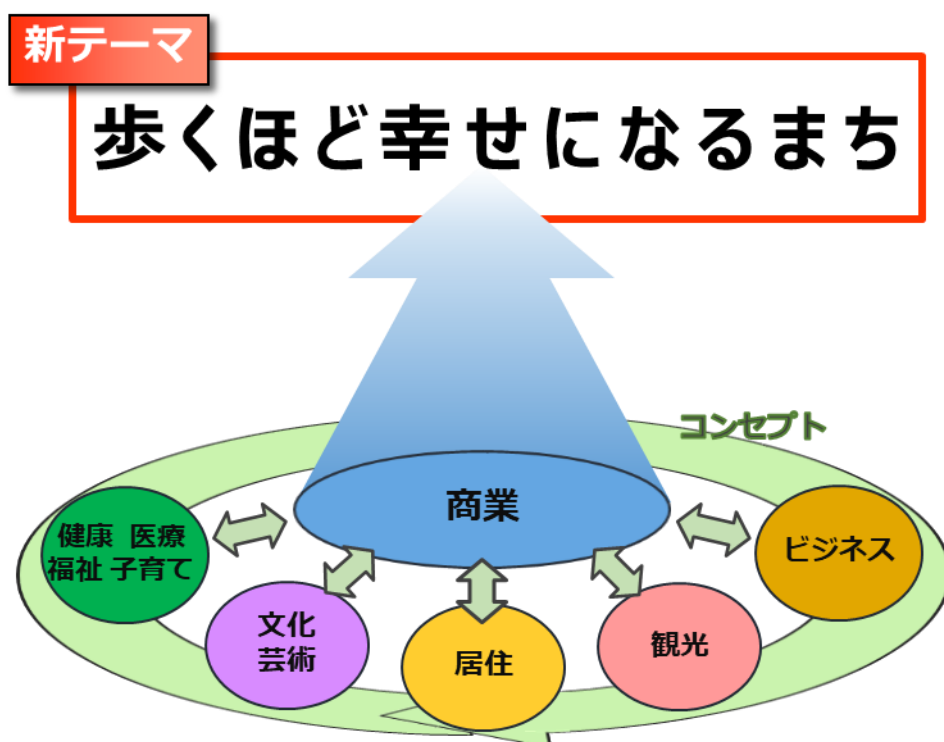 新テーマ
歩くほど幸せになるまち
コンセプト
商業
健康 医療
福祉 子育て
文化
芸術
居住
観光
ビジネス